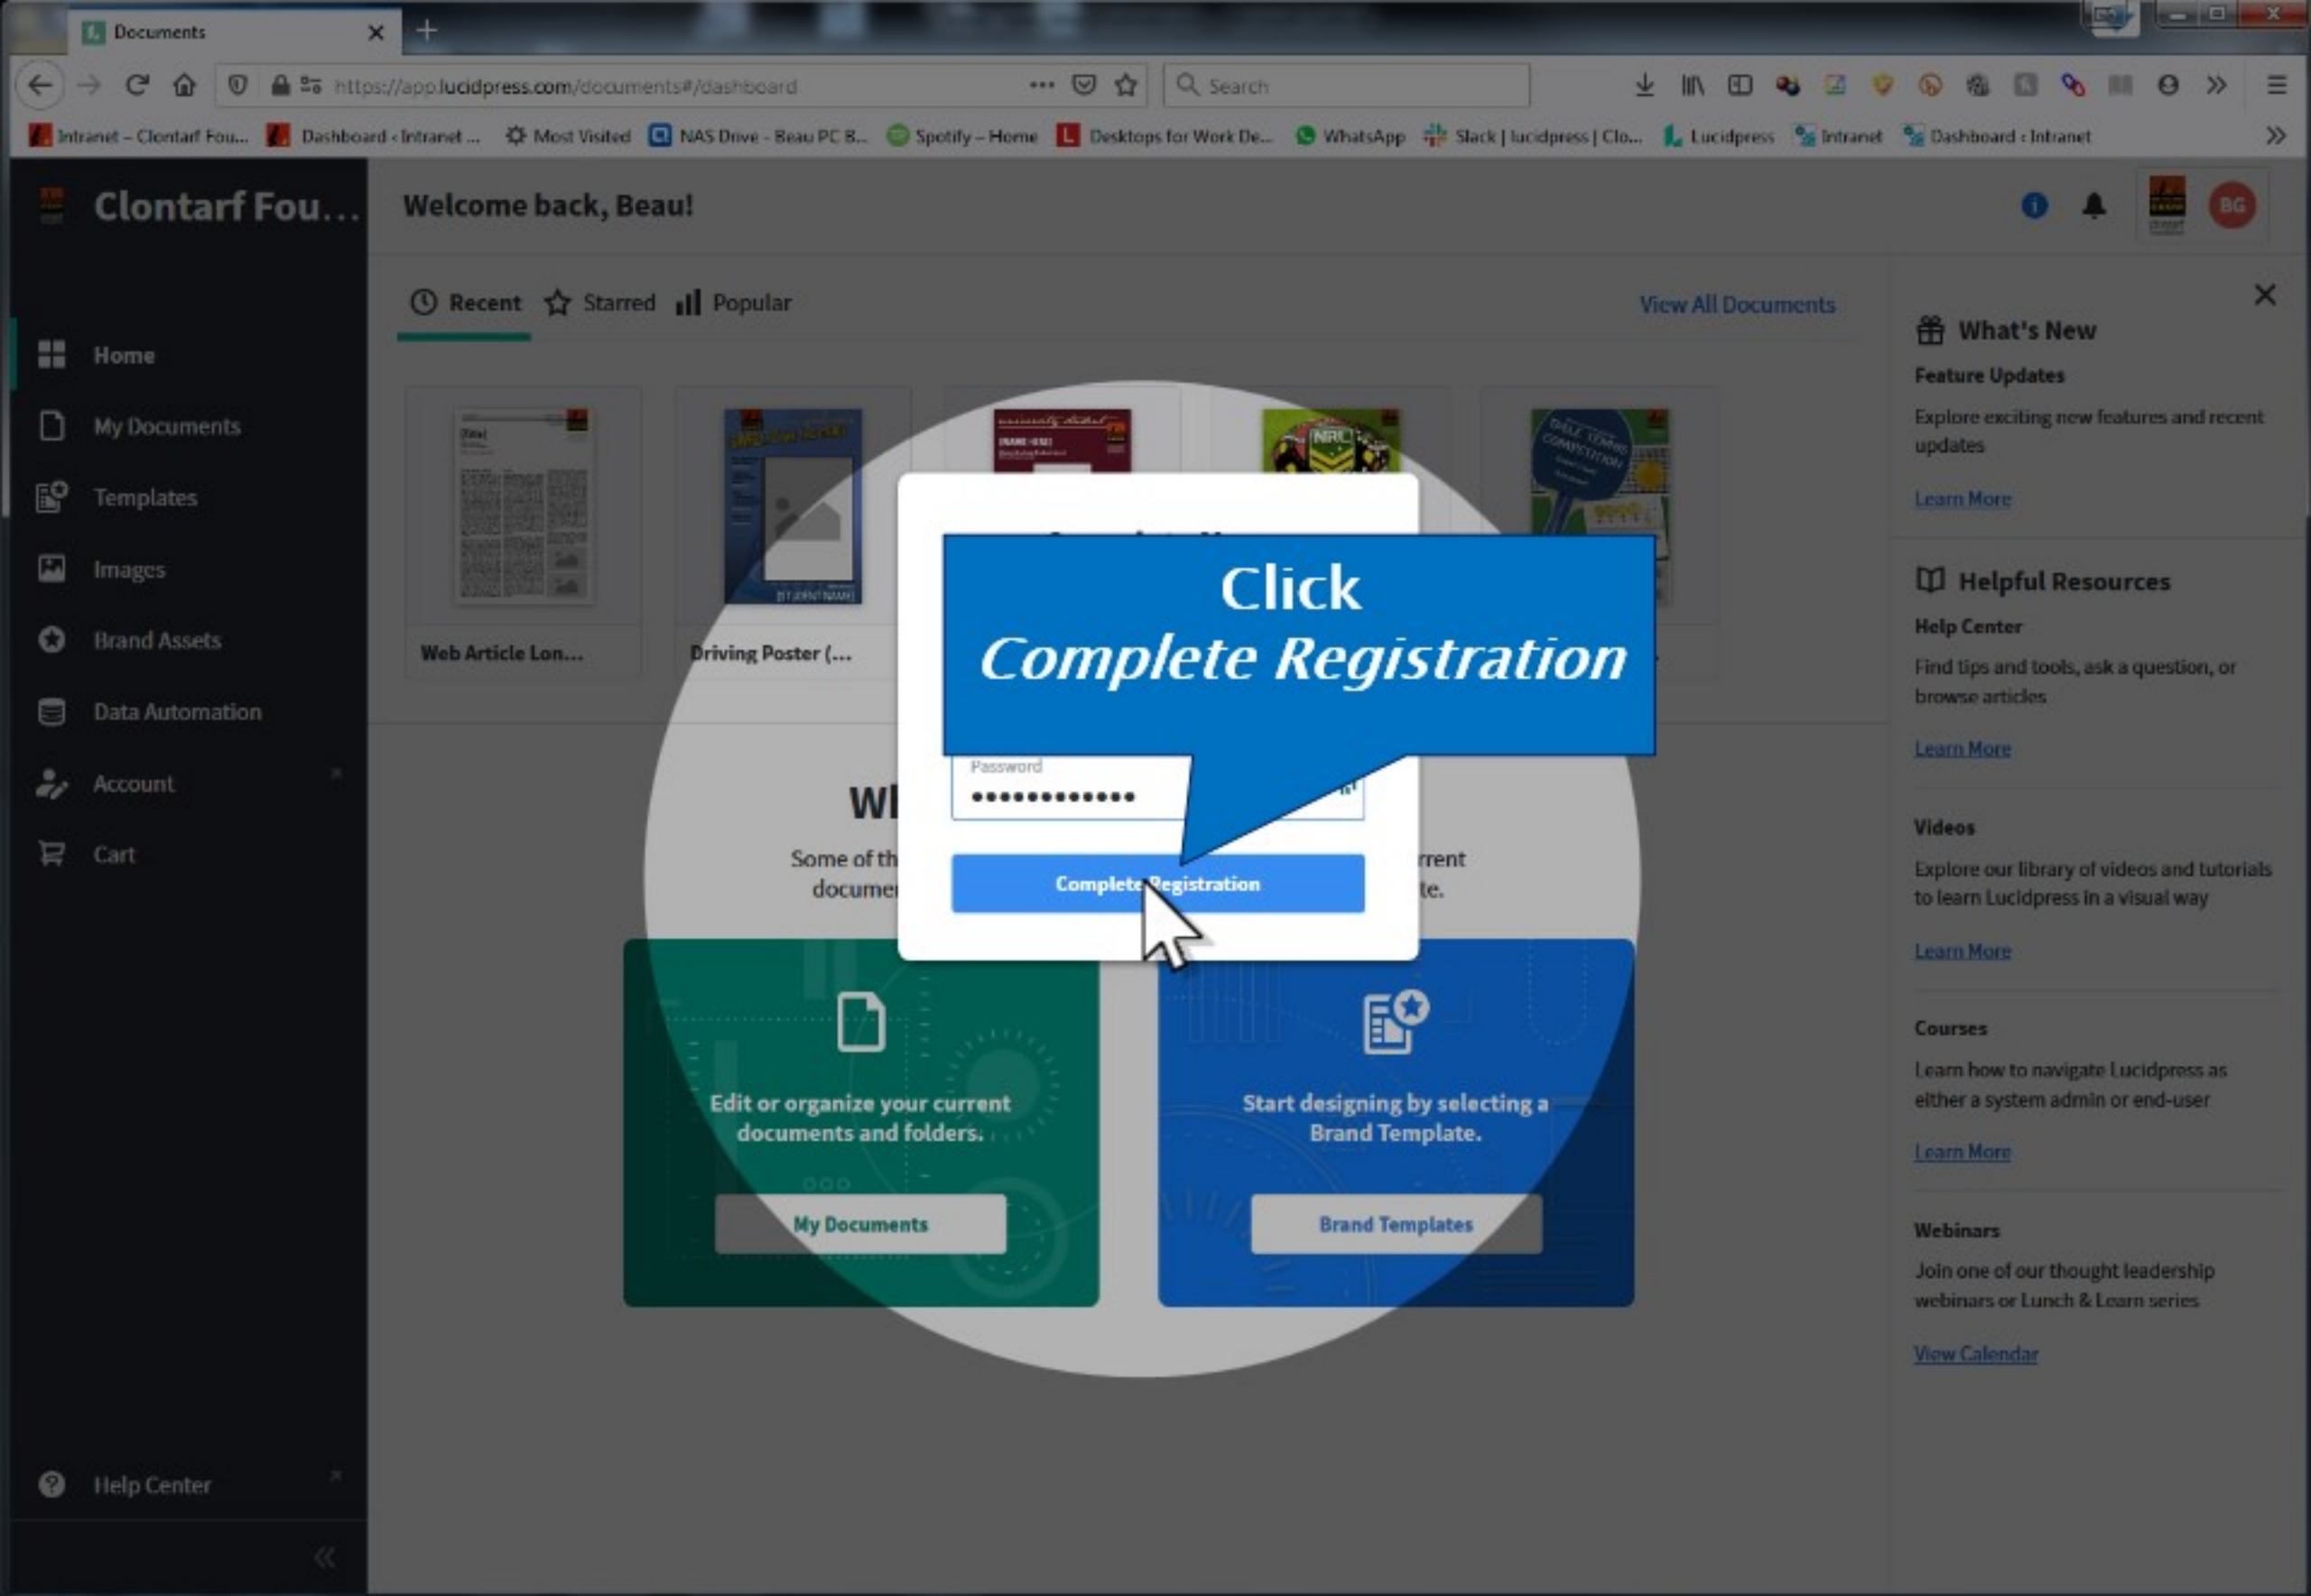 Documents
https://app.lucidpress.com/documents#/dashboard
Search
Intranet – Clontarf Fou...
Dashboard ‹ Intranet ...
Most Visited
NAS Drive - Beau PC B...
Spotify – Home
Desktops for Work De...
WhatsApp
Slack | lucidpress | Clo...
Lucidpress
Intranet
Dashboard ‹ Intranet
Clontarf Fou...
Welcome back, Beau!
BG
Home
My Documents
Templates
Images
Brand Assets
Data Automation
Account
Cart
Help Center
Recent
Starred
Popular
View All Documents
[Title]
[STUDENT NAME]
NRL
TABLE TENNIS
COMPETITION
Web Article Lon...
Driving Poster (...
Click
Complete Registration
Password
Complete Registration
Some of th
rrent
documen
te.
Edit or organize your current
documents and folders.
My Documents
Start designing by selecting a
Brand Template.
Brand Templates
What's New
Feature Updates
Explore exciting new features and recent
updates
Learn More
Helpful Resources
Help Center
Find tips and tools, ask a question, or
browse articles
Learn More
Videos
Explore our library of videos and tutorials
to learn Lucidpress in a visual way
Learn More
Courses
Learn how to navigate Lucidpress as
either a system admin or end-user
Learn More
Webinars
Join one of our thought leadership
webinars or Lunch & Learn series
View Calendar